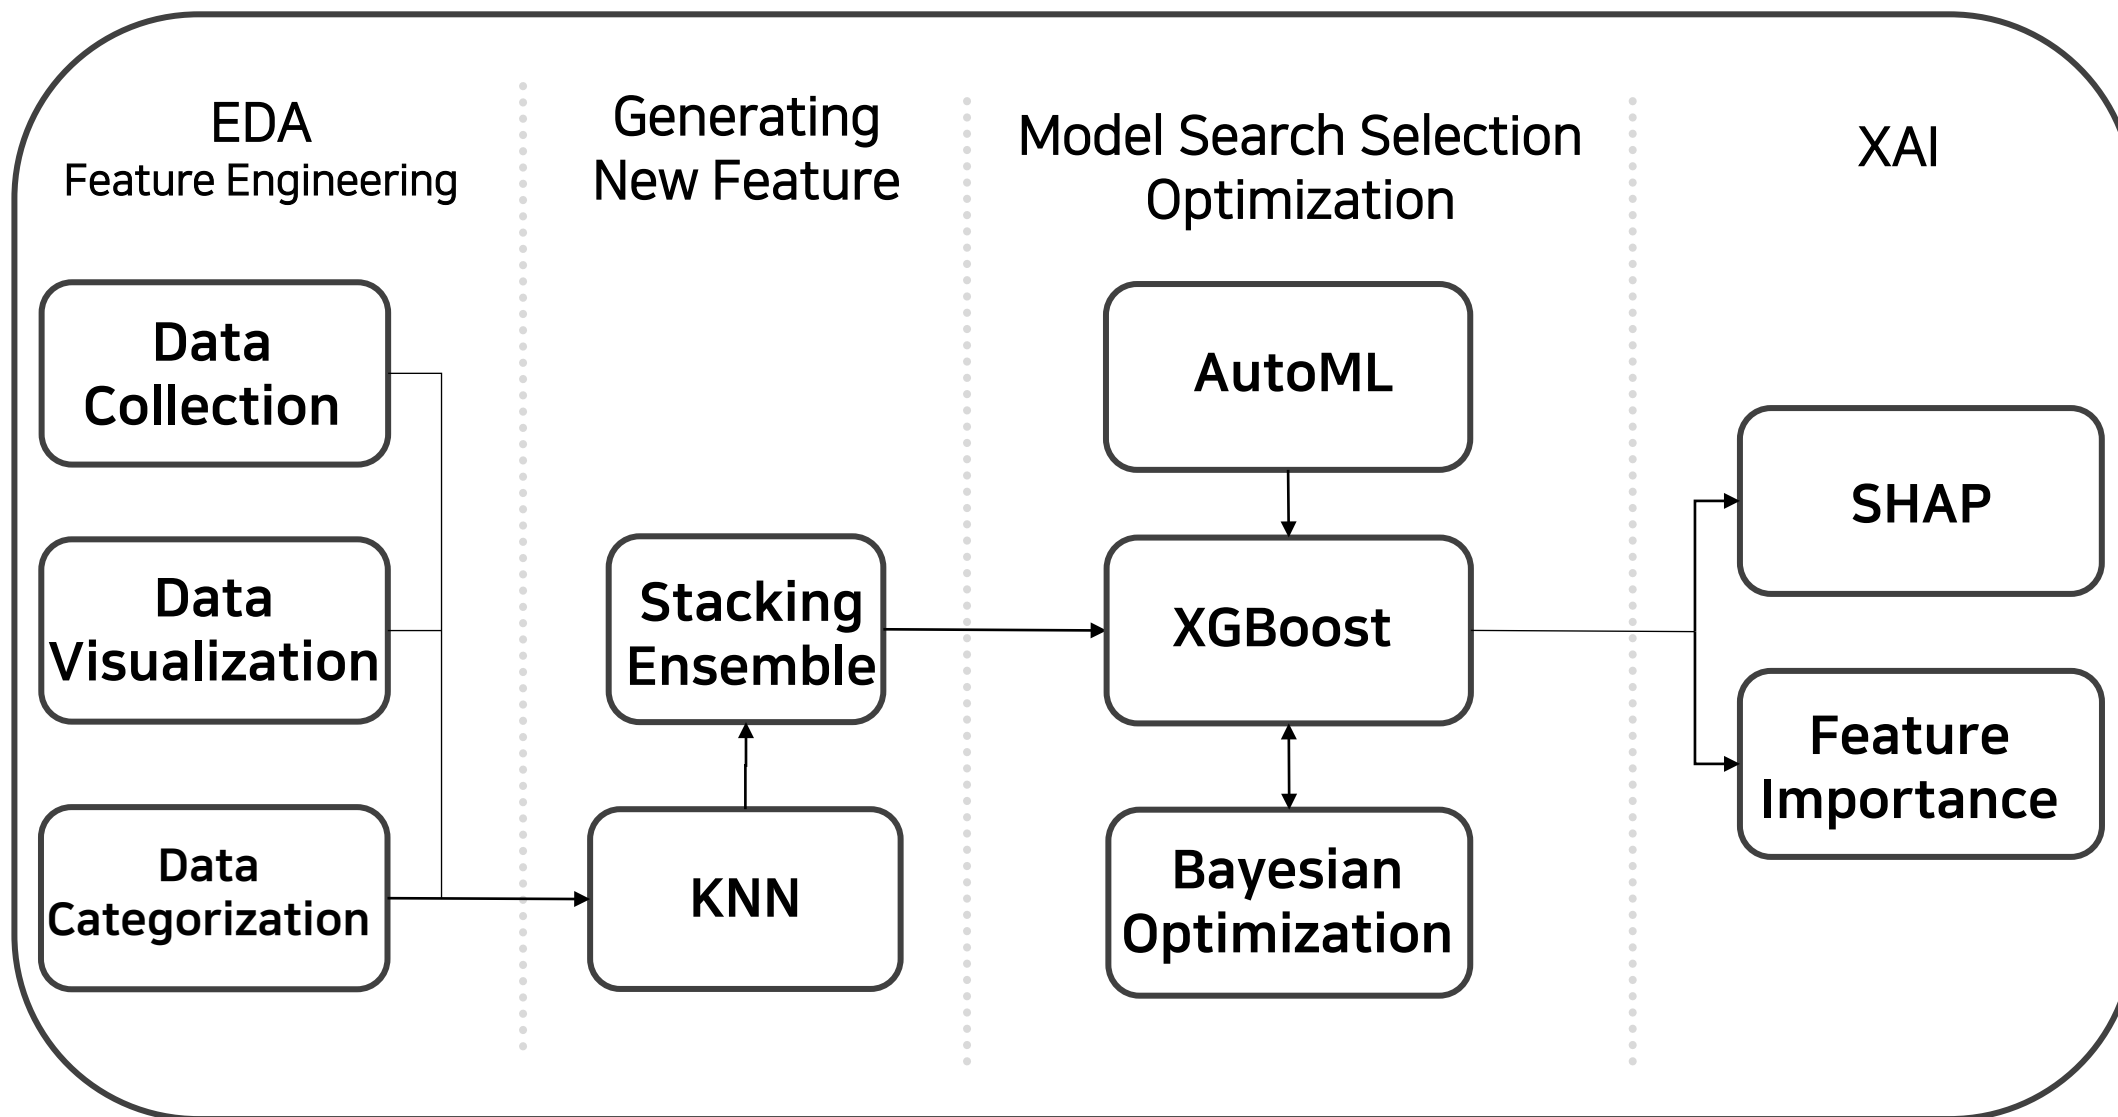 EDA
Feature Engineering
Generating
New Feature
Model Search Selection
Optimization
XAI
Data
Collection
Data
Visualization
Data
Categorization
Stacking
Ensemble
KNN
AutoML
XGBoost
Bayesian
Optimization
SHAP
Feature
Importance